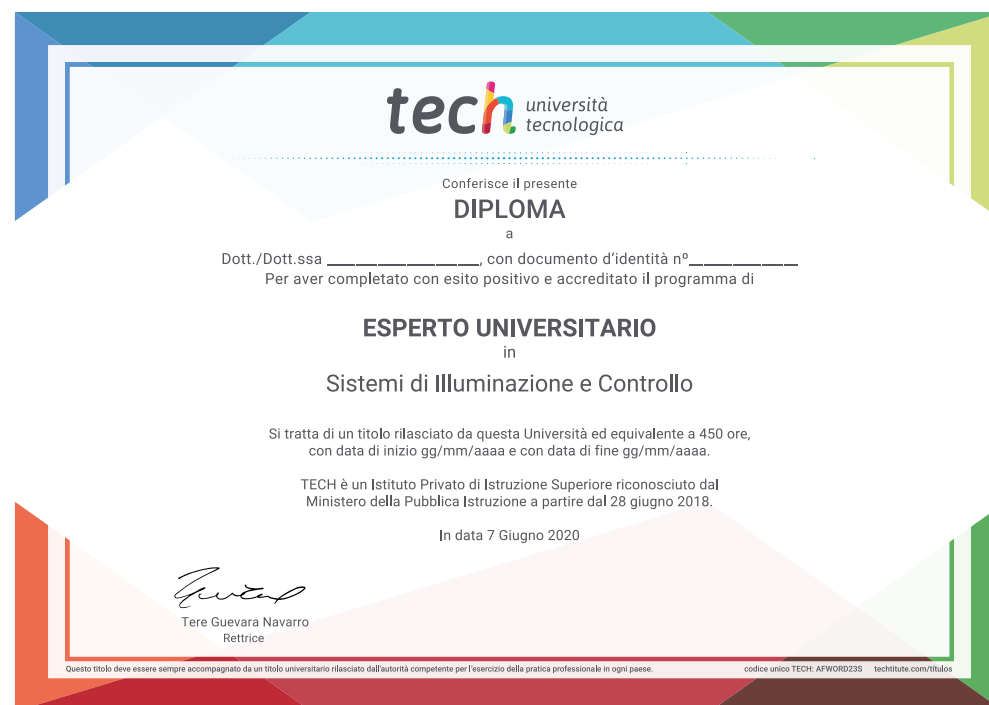 tech università
tecnologica
Conferisce il presente
DIPLOMA
a
Dott./Dott.ssa ____________________, con documento d'identità nº______________
Per aver completato con esito positivo e accreditato il programma di
ESPERTO UNIVERSITARIO
in
Sistemi di Illuminazione e Controllo
Si tratta di un titolo rilasciato da questa Università ed equivalente a 450 ore,
con data di inizio gg/mm/aaaa e con data di fine gg/mm/aaaa.
TECH è un Istituto Privato di Istruzione Superiore riconosciuto dal
Ministero della Pubblica Istruzione a partire dal 28 giugno 2018.
In data 7 Giugno 2020
Tere Guevara Navarro
Rettrice
Questo titolo deve essere sempre accompagnato da un titolo universitario rilasciato dall'autorità competente per l'esercizio della pratica professionale in ogni paese. codice unico TECH: AFWORD23S techtitute.com/títulos